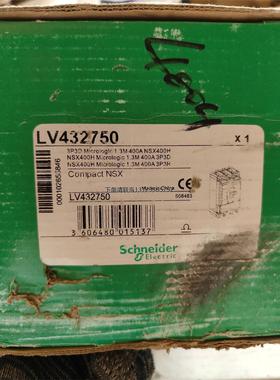 400A
LV432750
x 1
3P3D Micrologic 1.3M 400A NSX400H
NSX400H Micrologic 1.3M 400A 3P3D
NSX400H Micrologic 1.3M 400A 3P3H
Compact NSX
LV432750
Schneider
Electric
3 606480 015137